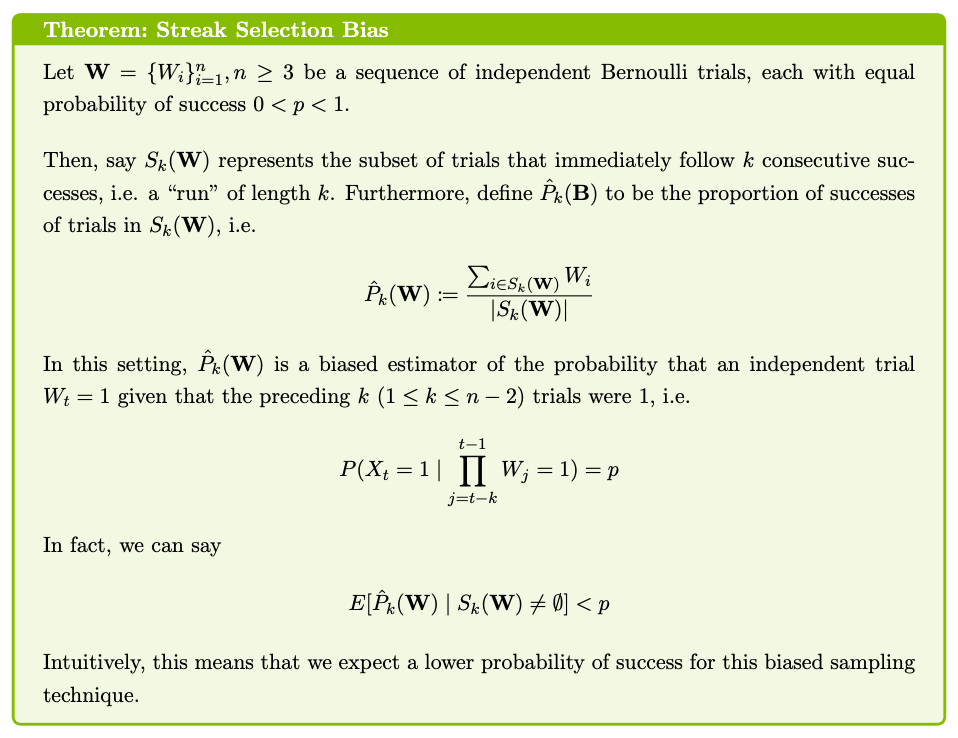 Theorem: Streak Selection Bias
Let $\mathbf{W} = \{W_i\}_{i=1}^n, n \geq 3$ be a sequence of independent Bernoulli trials, each with equal
probability of success $0 < p < 1$.
Then, say $S_k(\mathbf{W})$ represents the subset of trials that immediately follow $k$ consecutive suc-
cesses, i.e. a “run” of length $k$. Furthermore, define $\hat{P}_k(\mathbf{B})$ to be the proportion of successes
of trials in $S_k(\mathbf{W})$, i.e.
$\hat{P}_k(\mathbf{W}) := \frac{\sum_{i \in S_k(\mathbf{W})} W_i}{|S_k(\mathbf{W})|}$
In this setting, $\hat{P}_k(\mathbf{W})$ is a biased estimator of the probability that an independent trial
$W_t = 1$ given that the preceding $k$ ($1 \leq k \leq n - 2$) trials were 1, i.e.
$P(X_t = 1 \mid \prod_{j=t-k}^{t-1} W_j = 1) = p$
In fact, we can say
$E[\hat{P}_k(\mathbf{W}) \mid S_k(\mathbf{W}) \neq \emptyset] < p$
Intuitively, this means that we expect a lower probability of success for this biased sampling
technique.